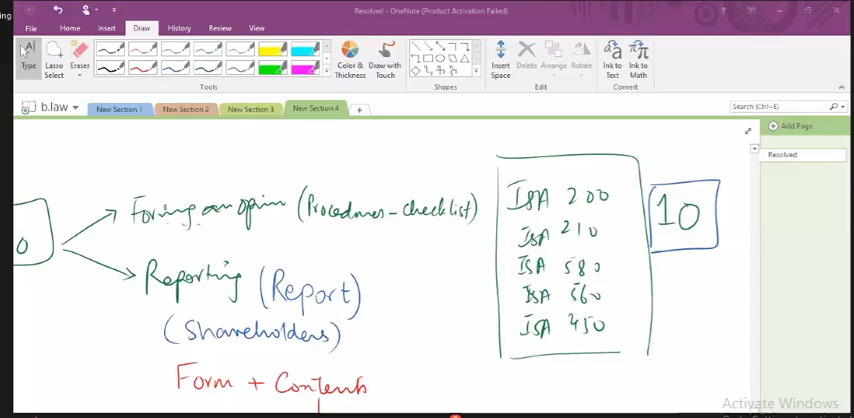 Resolved - OneNote (Product Activation Failed)
File Home Insert Draw History Review View
Type Lasso Select Eraser Color & Thickness Draw with Touch Insert Space Delete Arrange Rotate Ink to Text Ink to Math
Tools Shapes Edit Convert
b.law New Section 1 New Section 2 New Section 3 New Section 4 Search (Ctrl+E)
Add Page
Resolved
Forming an opinion (Procedures-checklist)
Reporting (Report)
(Shareholders)
Form + Contents
ISA 200
ISA 210
ISA 580
ISA 560
ISA 450
10
Activate Windows